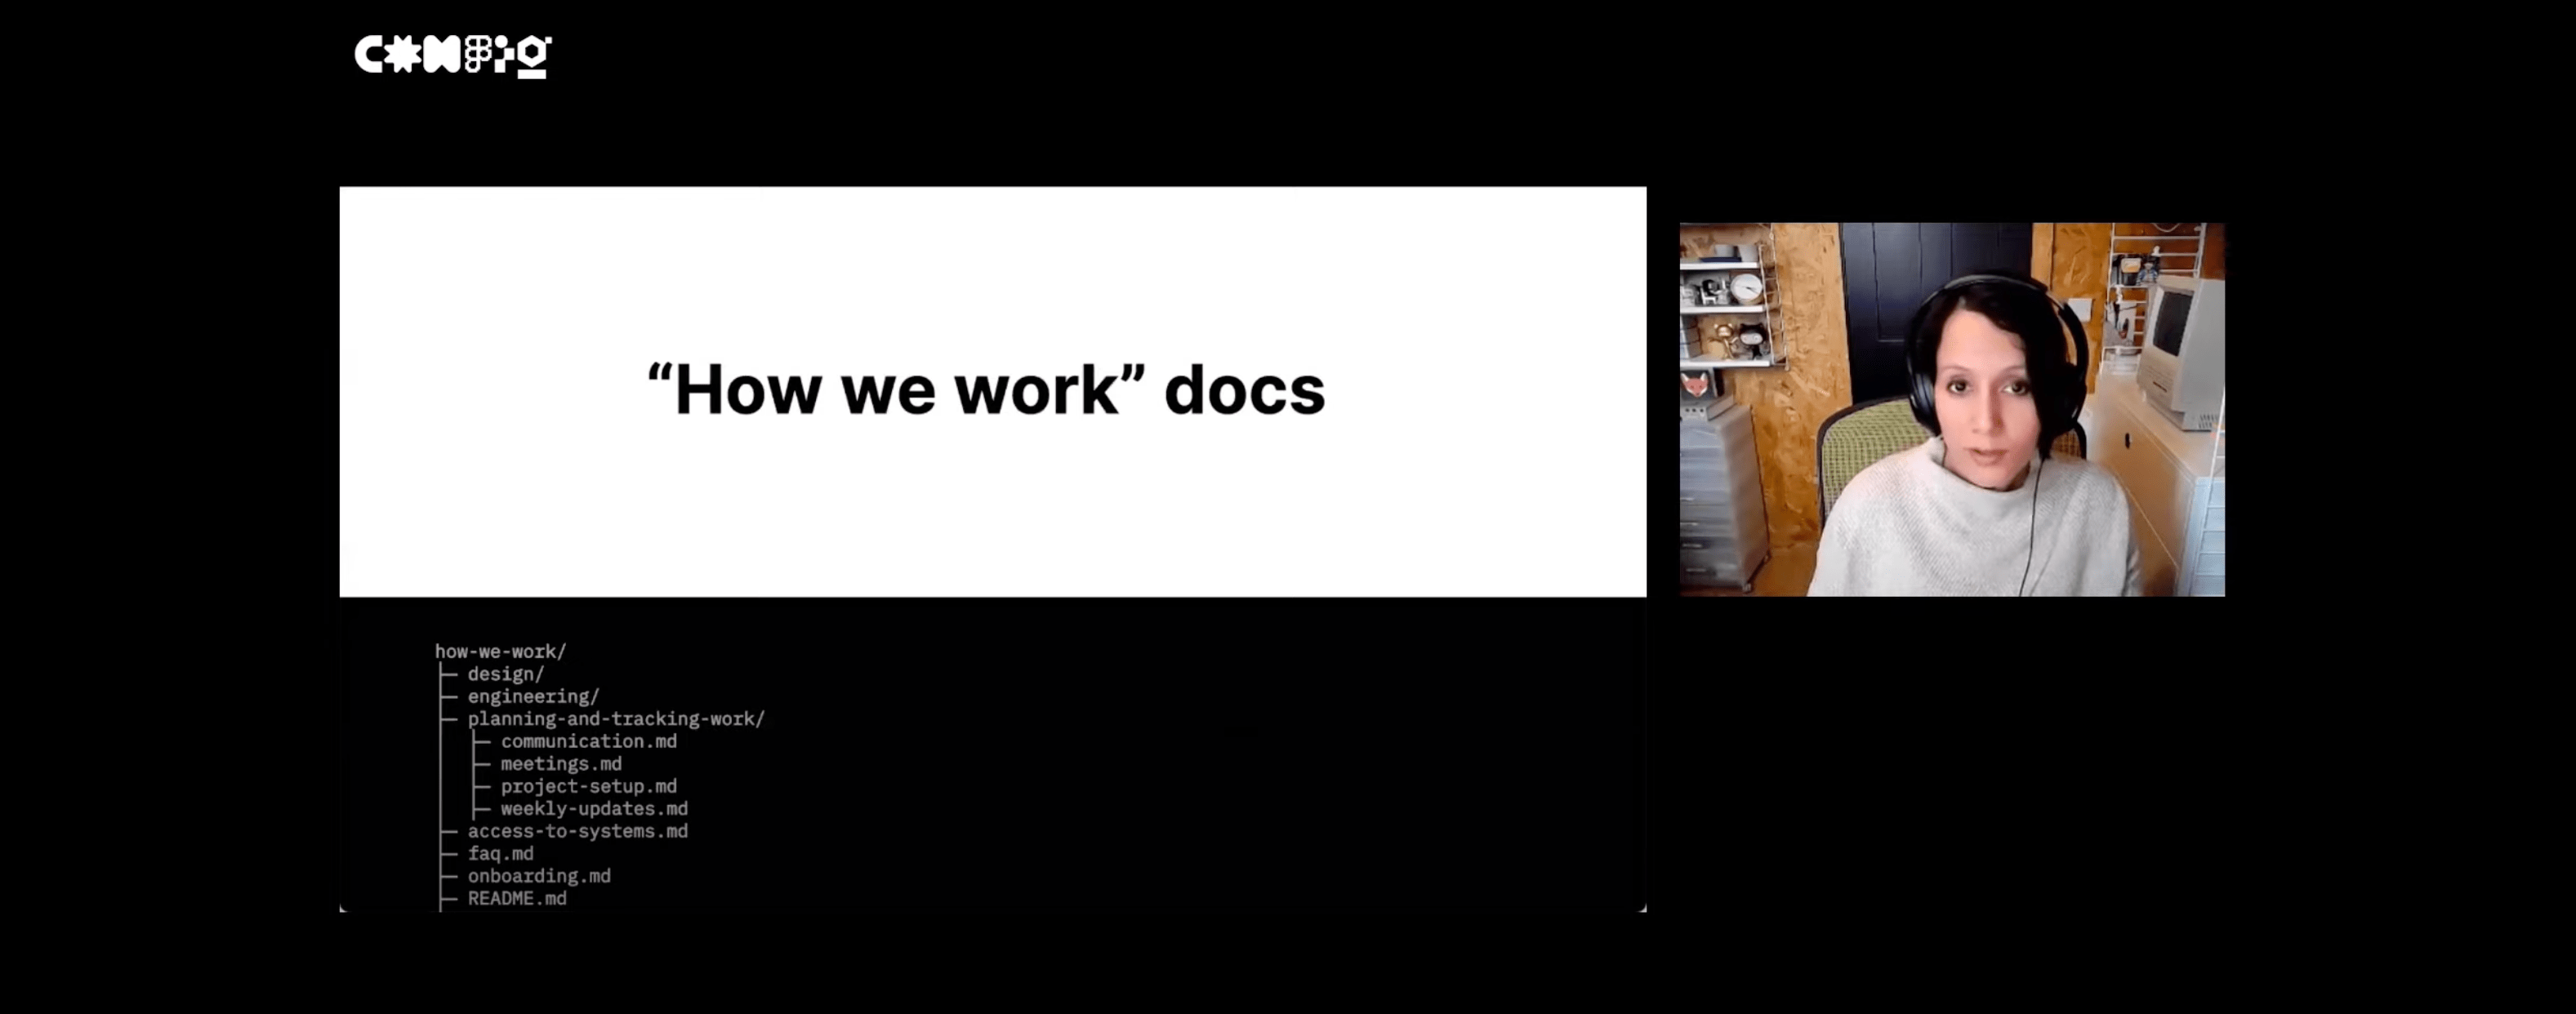 Config
“How we work” docs
how-we-work/
├─ design/
├─ engineering/
├─ planning-and-tracking-work/
│  ├─ communication.md
│  ├─ meetings.md
│  ├─ project-setup.md
│  ├─ weekly-updates.md
├─ access-to-systems.md
├─ faq.md
├─ onboarding.md
├─ README.md